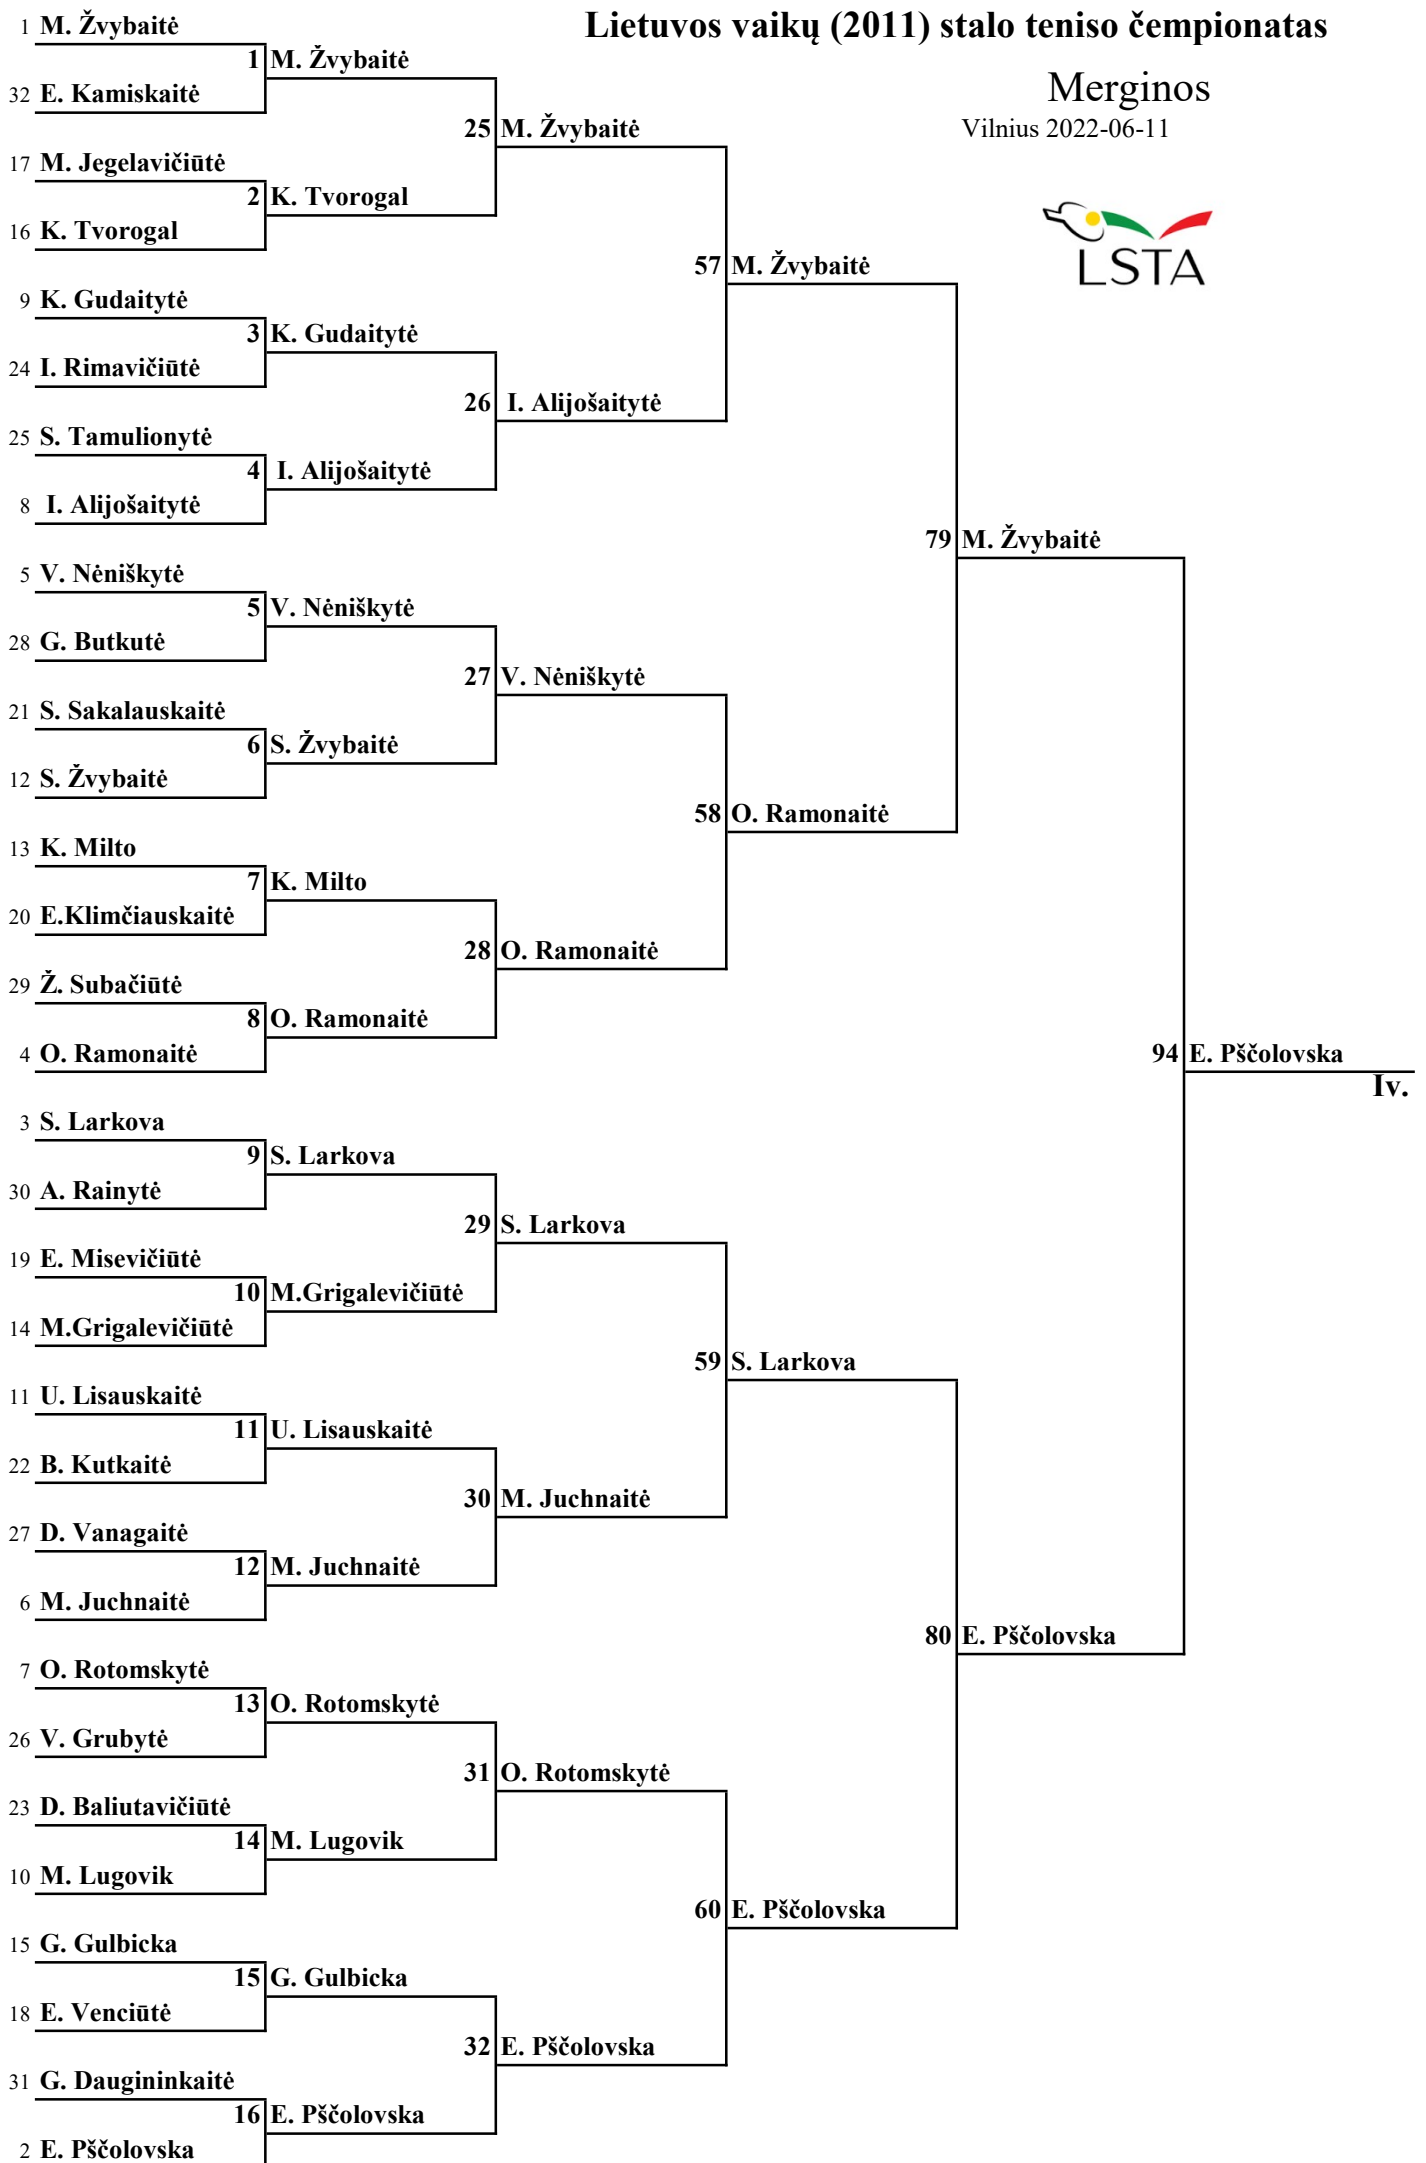 Lietuvos vaikų (2011) stalo teniso čempionatas
Merginos
Vilnius 2022-06-11
LSTA
1 M. Žvybaitė
1 M. Žvybaitė
32 E. Kamiskaitė
25 M. Žvybaitė
17 M. Jegelavičiūtė
2 K. Tvorogal
16 K. Tvorogal
57 M. Žvybaitė
9 K. Gudaitytė
3 K. Gudaitytė
24 I. Rimavičiūtė
26 I. Alijošaitytė
25 S. Tamulionytė
4 I. Alijošaitytė
8 I. Alijošaitytė
79 M. Žvybaitė
5 V. Nėniškytė
5 V. Nėniškytė
28 G. Butkutė
27 V. Nėniškytė
21 S. Sakalauskaitė
6 S. Žvybaitė
12 S. Žvybaitė
58 O. Ramonaitė
13 K. Milto
7 K. Milto
20 E.Klimčiauskaitė
28 O. Ramonaitė
29 Ž. Subačiūtė
8 O. Ramonaitė
4 O. Ramonaitė
94 E. Pščolovska
Iv.
3 S. Larkova
9 S. Larkova
30 A. Rainytė
29 S. Larkova
19 E. Misevičiūtė
10 M.Grigalevičiūtė
14 M.Grigalevičiūtė
59 S. Larkova
11 U. Lisauskaitė
11 U. Lisauskaitė
22 B. Kutkaitė
30 M. Juchnaitė
27 D. Vanagaitė
12 M. Juchnaitė
6 M. Juchnaitė
80 E. Pščolovska
7 O. Rotomskytė
13 O. Rotomskytė
26 V. Grubytė
31 O. Rotomskytė
23 D. Baliutavičiūtė
14 M. Lugovik
10 M. Lugovik
60 E. Pščolovska
15 G. Gulbicka
15 G. Gulbicka
18 E. Venciūtė
32 E. Pščolovska
31 G. Daugininkaitė
16 E. Pščolovska
2 E. Pščolovska